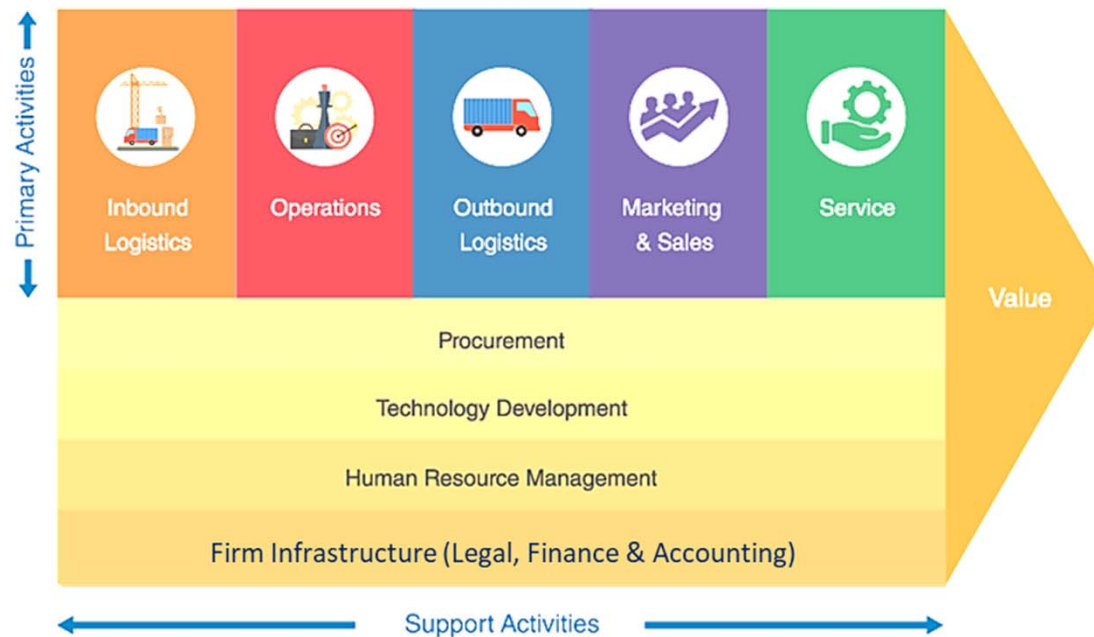 Primary Activities
Inbound
Logistics
Operations
Outbound
Logistics
Marketing
& Sales
Service
Value
Procurement
Technology Development
Human Resource Management
Firm Infrastructure (Legal, Finance & Accounting)
Support Activities